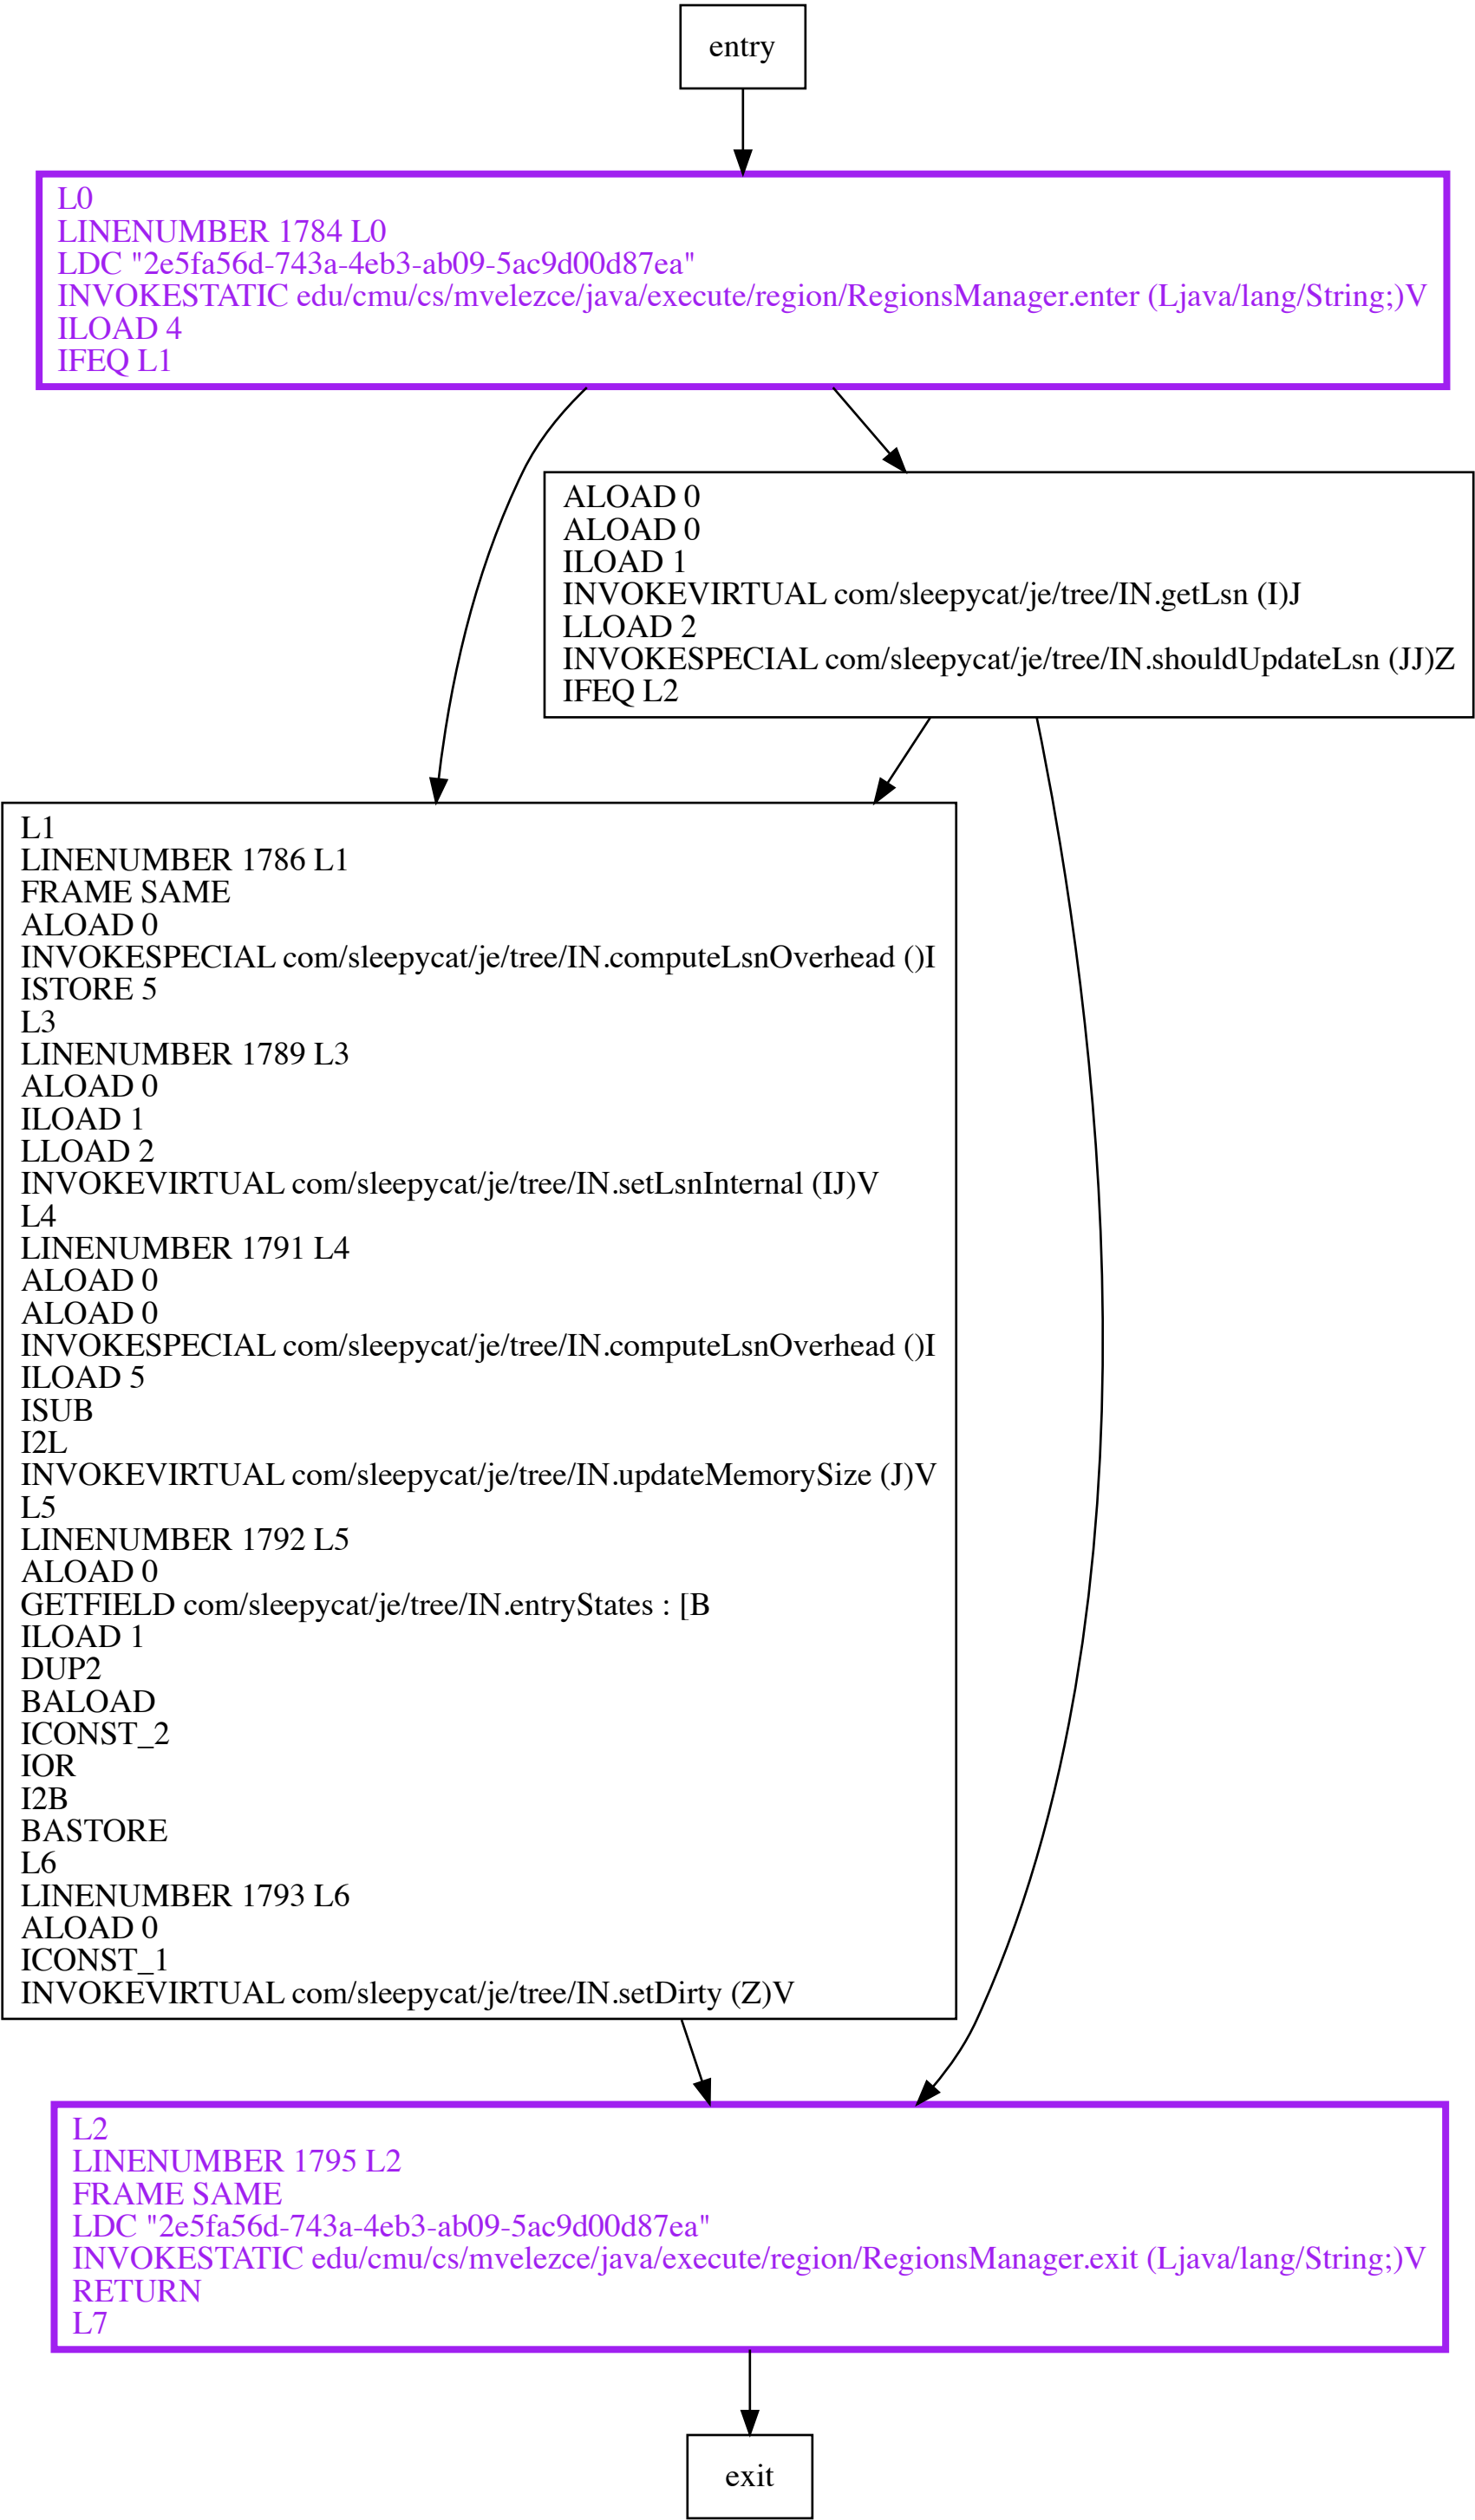 entry
L0
LINENUMBER 1784 L0
LDC "2e5fa56d-743a-4eb3-ab09-5ac9d00d87ea"
INVOKESTATIC edu/cmu/cs/mvelezce/java/execute/region/RegionsManager.enter (Ljava/lang/String;)V
ILOAD 4
IFEQ L1
ALOAD 0
ALOAD 0
ILOAD 1
INVOKEVIRTUAL com/sleepycat/je/tree/IN.getLsn (I)J
LLOAD 2
INVOKESPECIAL com/sleepycat/je/tree/IN.shouldUpdateLsn (JJ)Z
IFEQ L2
L1
LINENUMBER 1786 L1
FRAME SAME
ALOAD 0
INVOKESPECIAL com/sleepycat/je/tree/IN.computeLsnOverhead ()I
ISTORE 5
L3
LINENUMBER 1789 L3
ALOAD 0
ILOAD 1
LLOAD 2
INVOKEVIRTUAL com/sleepycat/je/tree/IN.setLsnInternal (IJ)V
L4
LINENUMBER 1791 L4
ALOAD 0
ALOAD 0
INVOKESPECIAL com/sleepycat/je/tree/IN.computeLsnOverhead ()I
ILOAD 5
ISUB
I2L
INVOKEVIRTUAL com/sleepycat/je/tree/IN.updateMemorySize (J)V
L5
LINENUMBER 1792 L5
ALOAD 0
GETFIELD com/sleepycat/je/tree/IN.entryStates : [B
ILOAD 1
DUP2
BALOAD
ICONST_2
IOR
I2B
BASTORE
L6
LINENUMBER 1793 L6
ALOAD 0
ICONST_1
INVOKEVIRTUAL com/sleepycat/je/tree/IN.setDirty (Z)V
L2
LINENUMBER 1795 L2
FRAME SAME
LDC "2e5fa56d-743a-4eb3-ab09-5ac9d00d87ea"
INVOKESTATIC edu/cmu/cs/mvelezce/java/execute/region/RegionsManager.exit (Ljava/lang/String;)V
RETURN
L7
exit